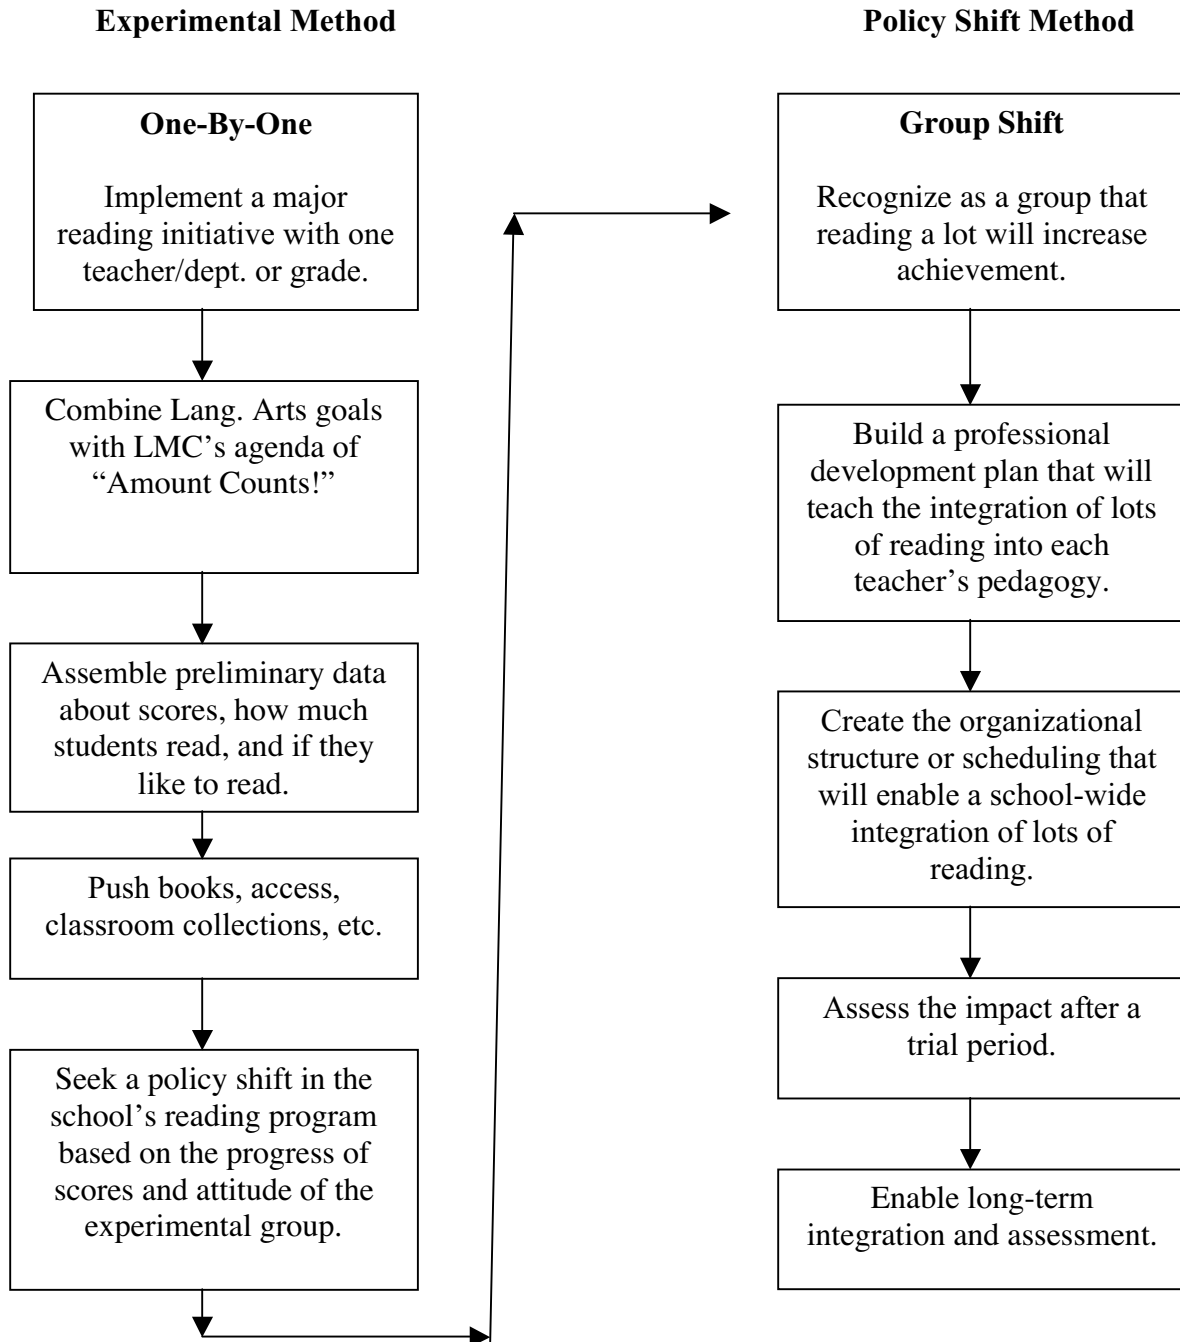 Experimental Method
One-By-One
Implement a major
reading initiative with one
teacher/dept. or grade.
Combine Lang. Arts goals
with LMC’s agenda of
“Amount Counts!”
Assemble preliminary data
about scores, how much
students read, and if they
like to read.
Push books, access,
classroom collections, etc.
Seek a policy shift in the
school’s reading program
based on the progress of
scores and attitude of the
experimental group.
Policy Shift Method
Group Shift
Recognize as a group that
reading a lot will increase
achievement.
Build a professional
development plan that will
teach the integration of lots
of reading into each
teacher’s pedagogy.
Create the organizational
structure or scheduling that
will enable a school-wide
integration of lots of
reading.
Assess the impact after a
trial period.
Enable long-term
integration and assessment.